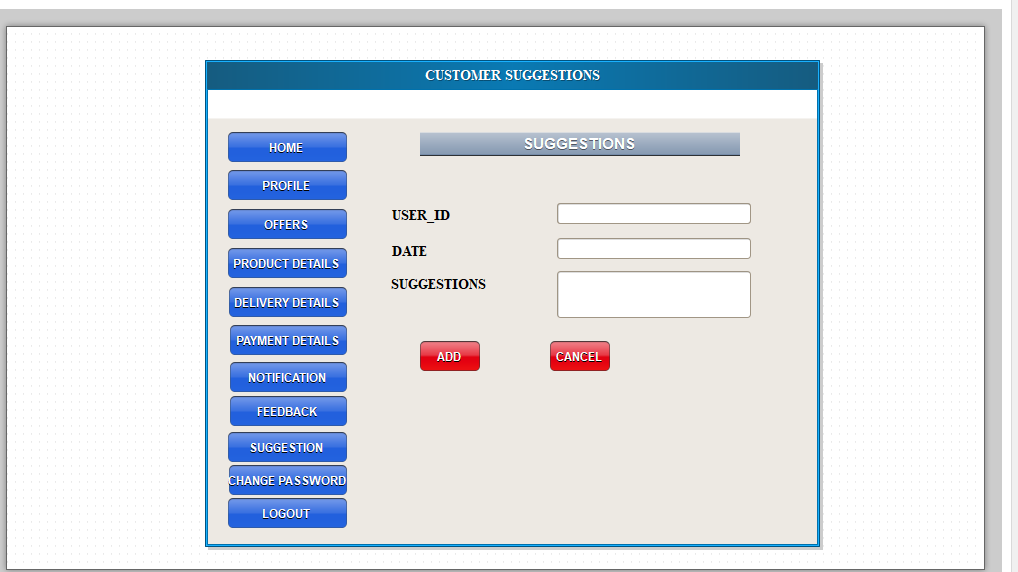 CUSTOMER SUGGESTIONS
SUGGESTIONS
HOME
PROFILE
OFFERS
PRODUCT DETAILS
DELIVERY DETAILS
PAYMENT DETAILS
NOTIFICATION
FEEDBACK
SUGGESTION
CHANGE PASSWORD
LOGOUT
USER_ID
DATE
SUGGESTIONS
ADD
CANCEL